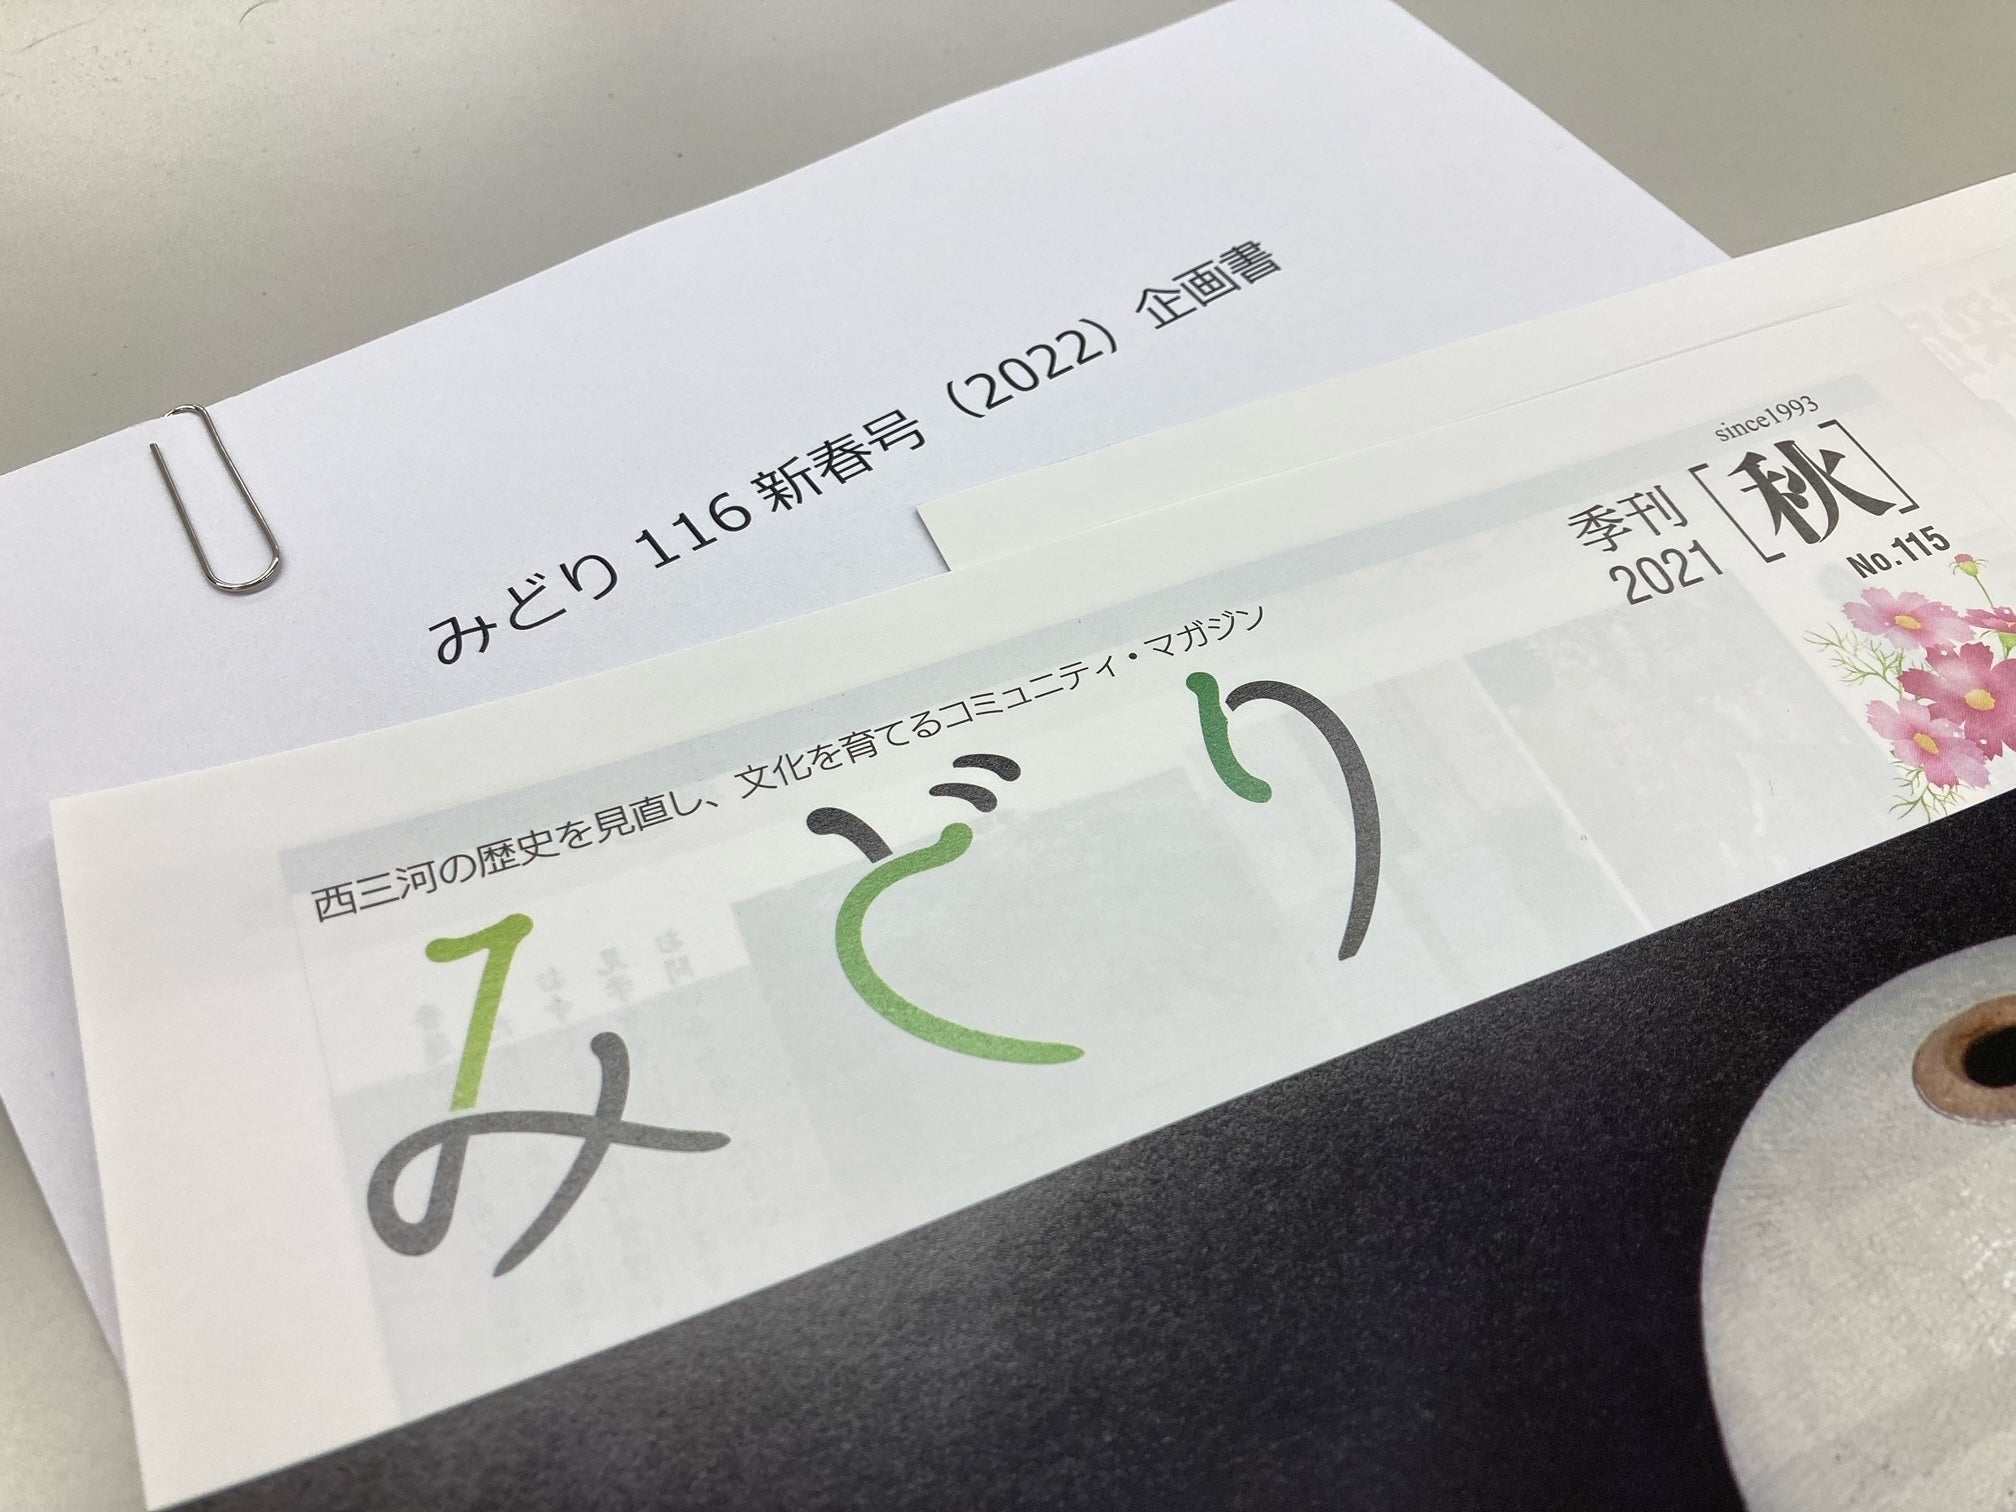 みどり 116 新春号（2022）企画書
since1993
季刊
2021
［秋］
No.115
西三河の歴史を見直し、文化を育てるコミュニティ・マガジン
みどり